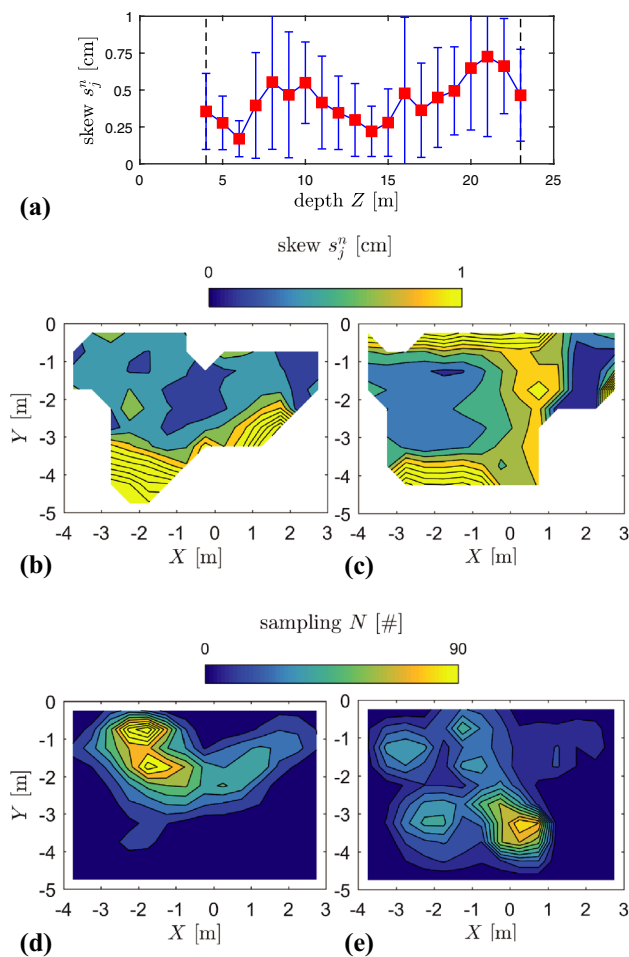 1
0.75
0.5
0.25
0
skew s_j^n [cm]
0 5 10 15 20 25
depth Z [m]
(a)
skew s_j^n [cm]
0 1
0
-1
-2
-3
-4
-5
Y [m]
-4 -3 -2 -1 0 1 2 3
X [m]
(b)
0
-1
-2
-3
-4
-5
-4 -3 -2 -1 0 1 2 3
X [m]
(c)
sampling N [#]
0 90
0
-1
-2
-3
-4
-5
Y [m]
-4 -3 -2 -1 0 1 2 3
X [m]
(d)
0
-1
-2
-3
-4
-5
-4 -3 -2 -1 0 1 2 3
X [m]
(e)